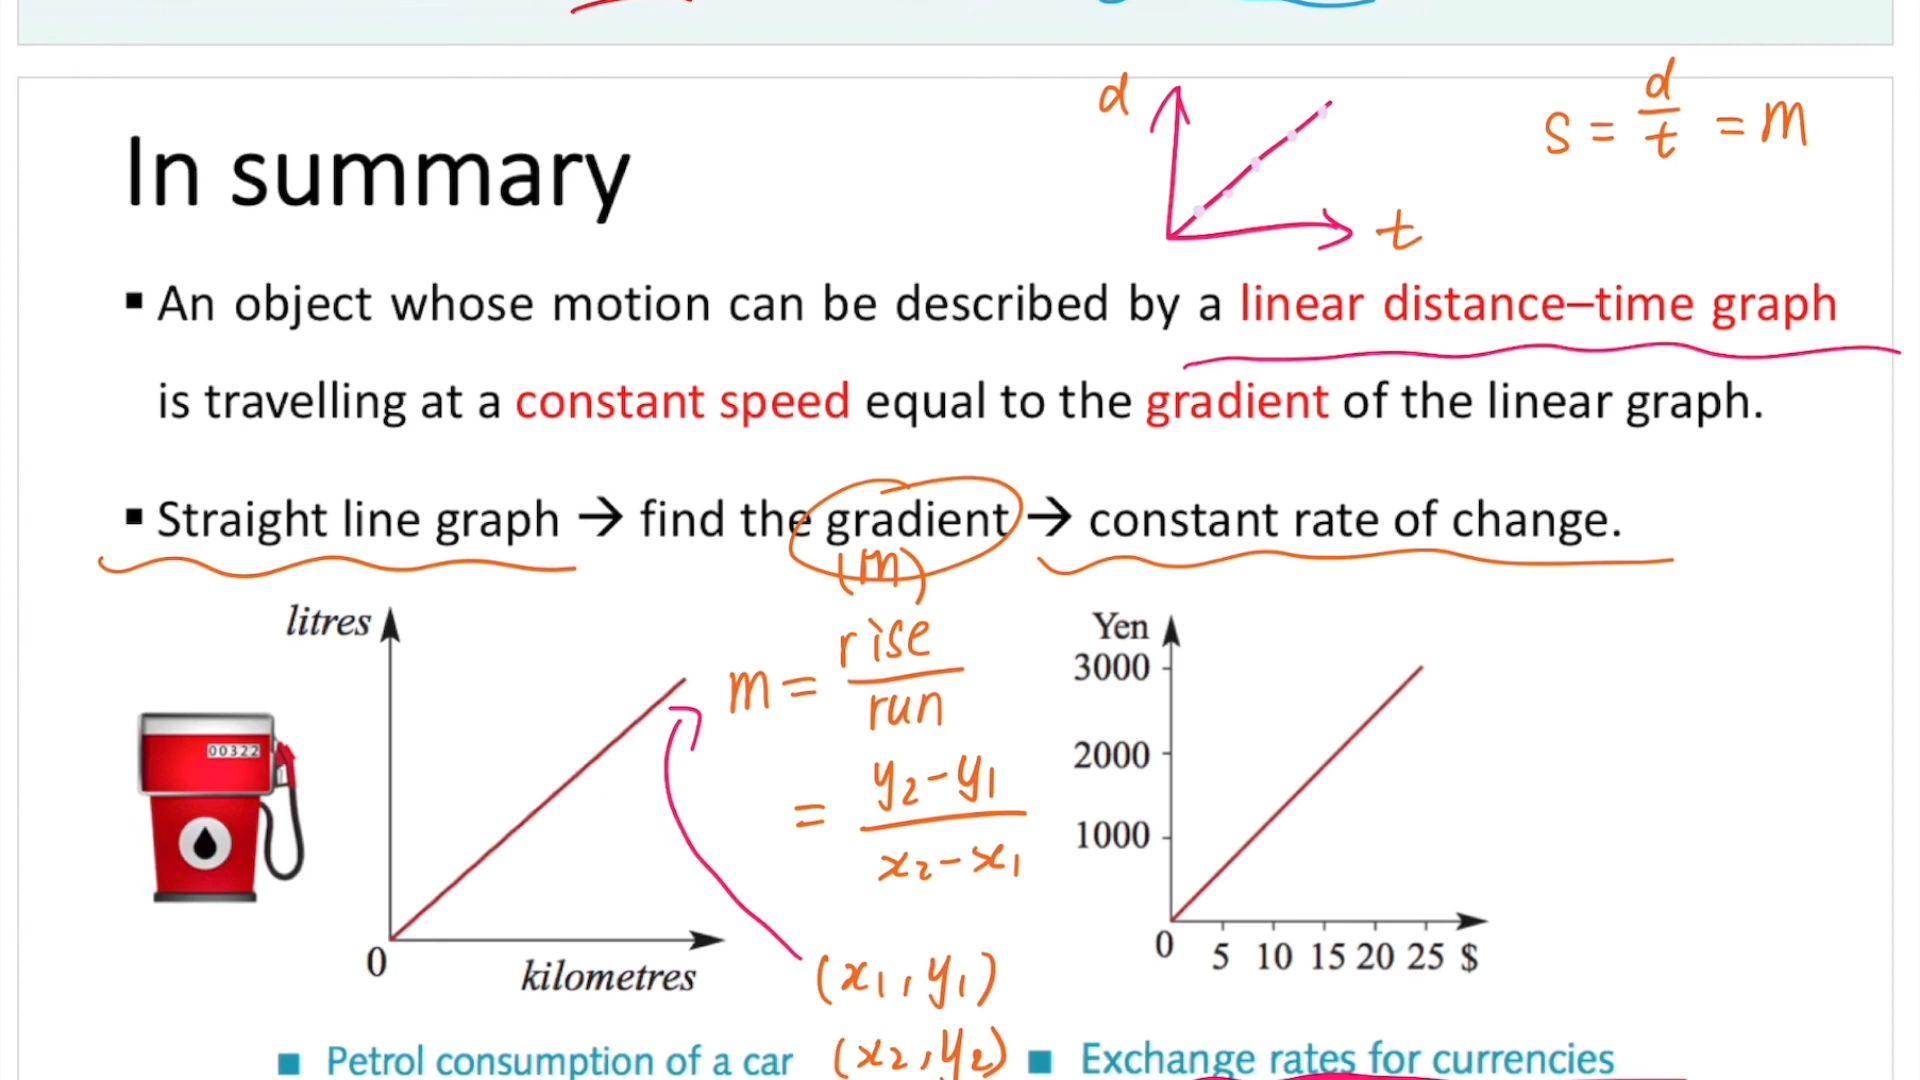 d
t
s = d/t = m
In summary
▪ An object whose motion can be described by a linear distance–time graph
is travelling at a constant speed equal to the gradient of the linear graph.
▪ Straight line graph → find the gradient → constant rate of change.
(m)
m = rise/run
= y₂-y₁/x₂-x₁
(x₁, y₁)
(x₂, y₂)
litres
00322
0
kilometres
Yen
3000
2000
1000
0 5 10 15 20 25 $
■ Petrol consumption of a car
■ Exchange rates for currencies